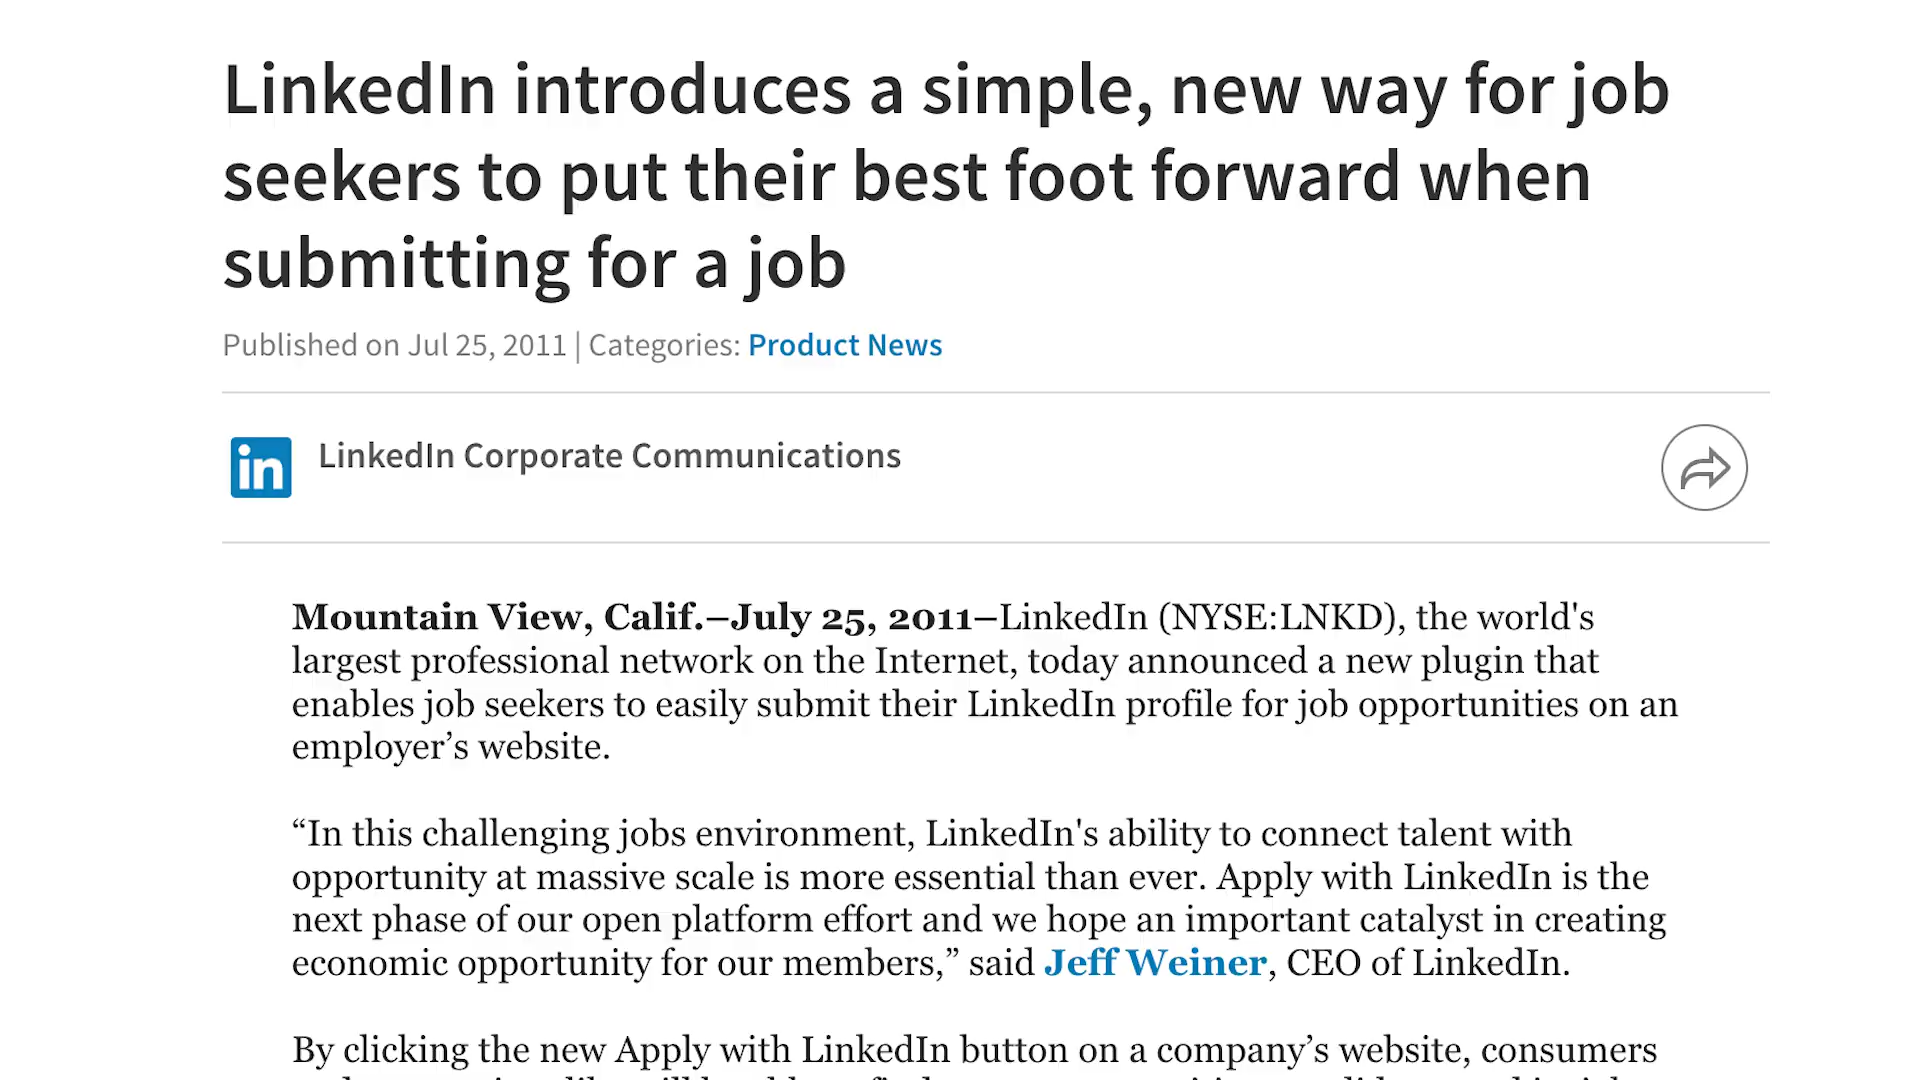 LinkedIn introduces a simple, new way for job
seekers to put their best foot forward when
submitting for a job
Published on Jul 25, 2011 | Categories: Product News
in
LinkedIn Corporate Communications
Mountain View, Calif.–July 25, 2011–LinkedIn (NYSE:LNKD), the world's
largest professional network on the Internet, today announced a new plugin that
enables job seekers to easily submit their LinkedIn profile for job opportunities on an
employer’s website.
“In this challenging jobs environment, LinkedIn's ability to connect talent with
opportunity at massive scale is more essential than ever. Apply with LinkedIn is the
next phase of our open platform effort and we hope an important catalyst in creating
economic opportunity for our members,” said Jeff Weiner, CEO of LinkedIn.
By clicking the new Apply with LinkedIn button on a company’s website, consumers